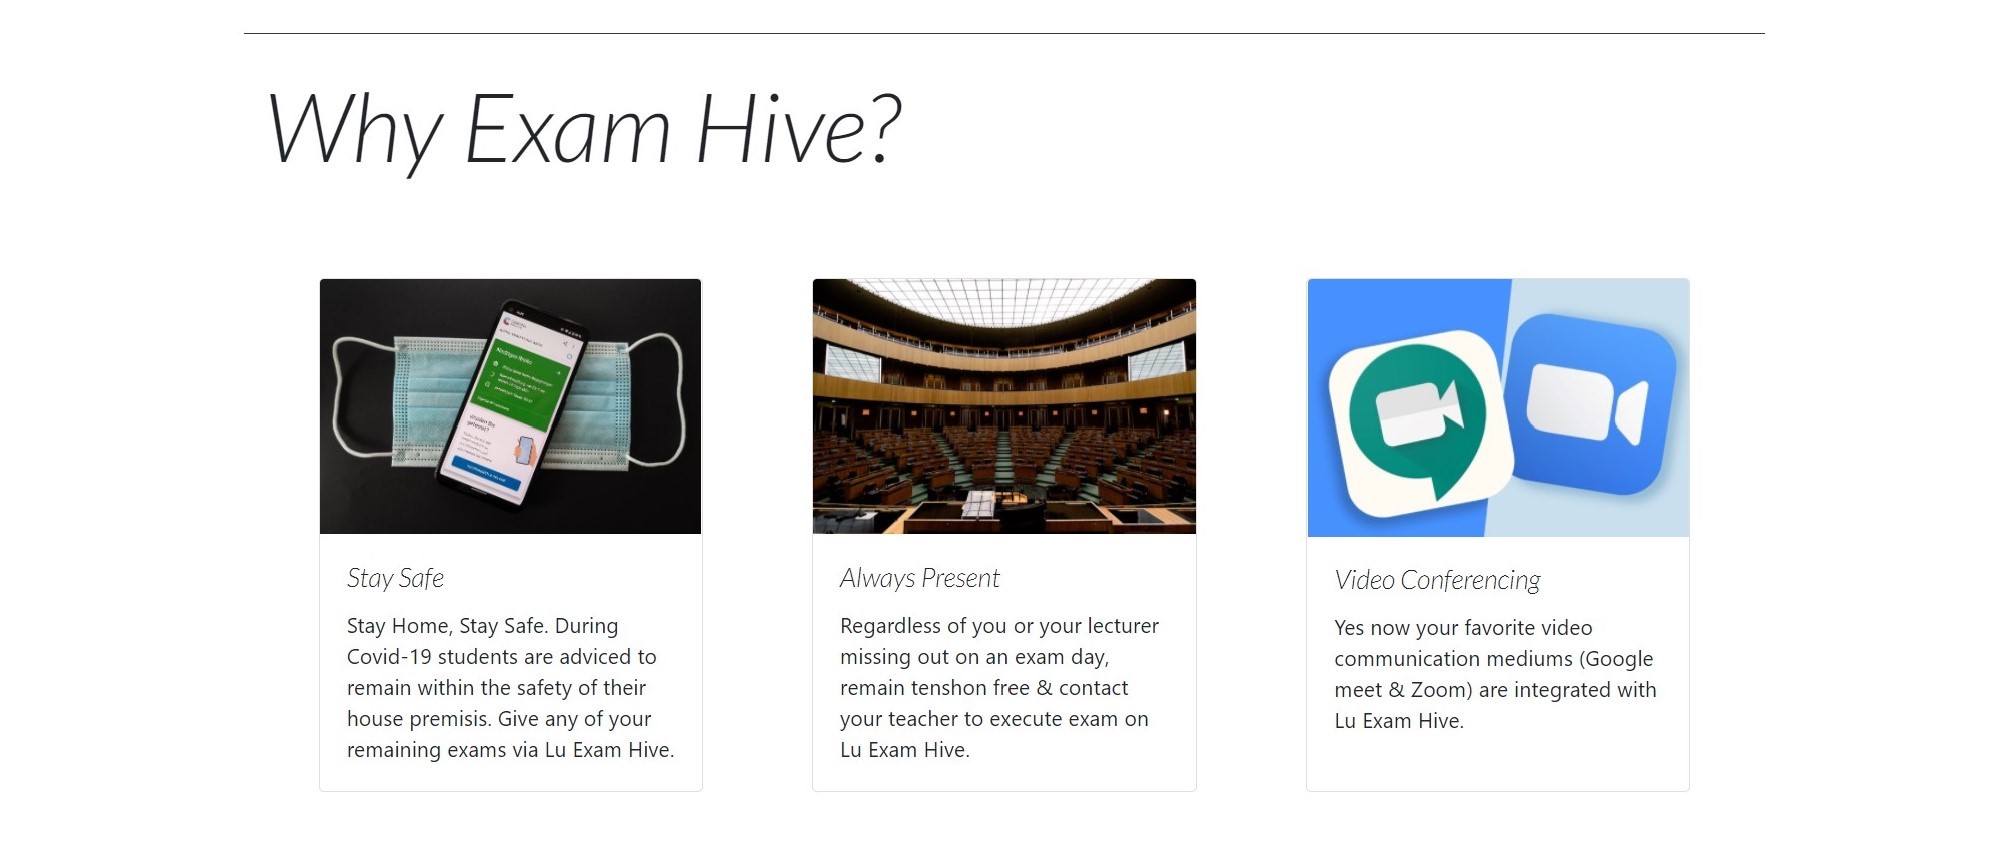 Why Exam Hive?
Stay Safe
Stay Home, Stay Safe. During
Covid-19 students are adviced to
remain within the safety of their
house premisis. Give any of your
remaining exams via Lu Exam Hive.
Always Present
Regardless of you or your lecturer
missing out on an exam day,
remain tenshon free & contact
your teacher to execute exam on
Lu Exam Hive.
Video Conferencing
Yes now your favorite video
communication mediums (Google
meet & Zoom) are integrated with
Lu Exam Hive.